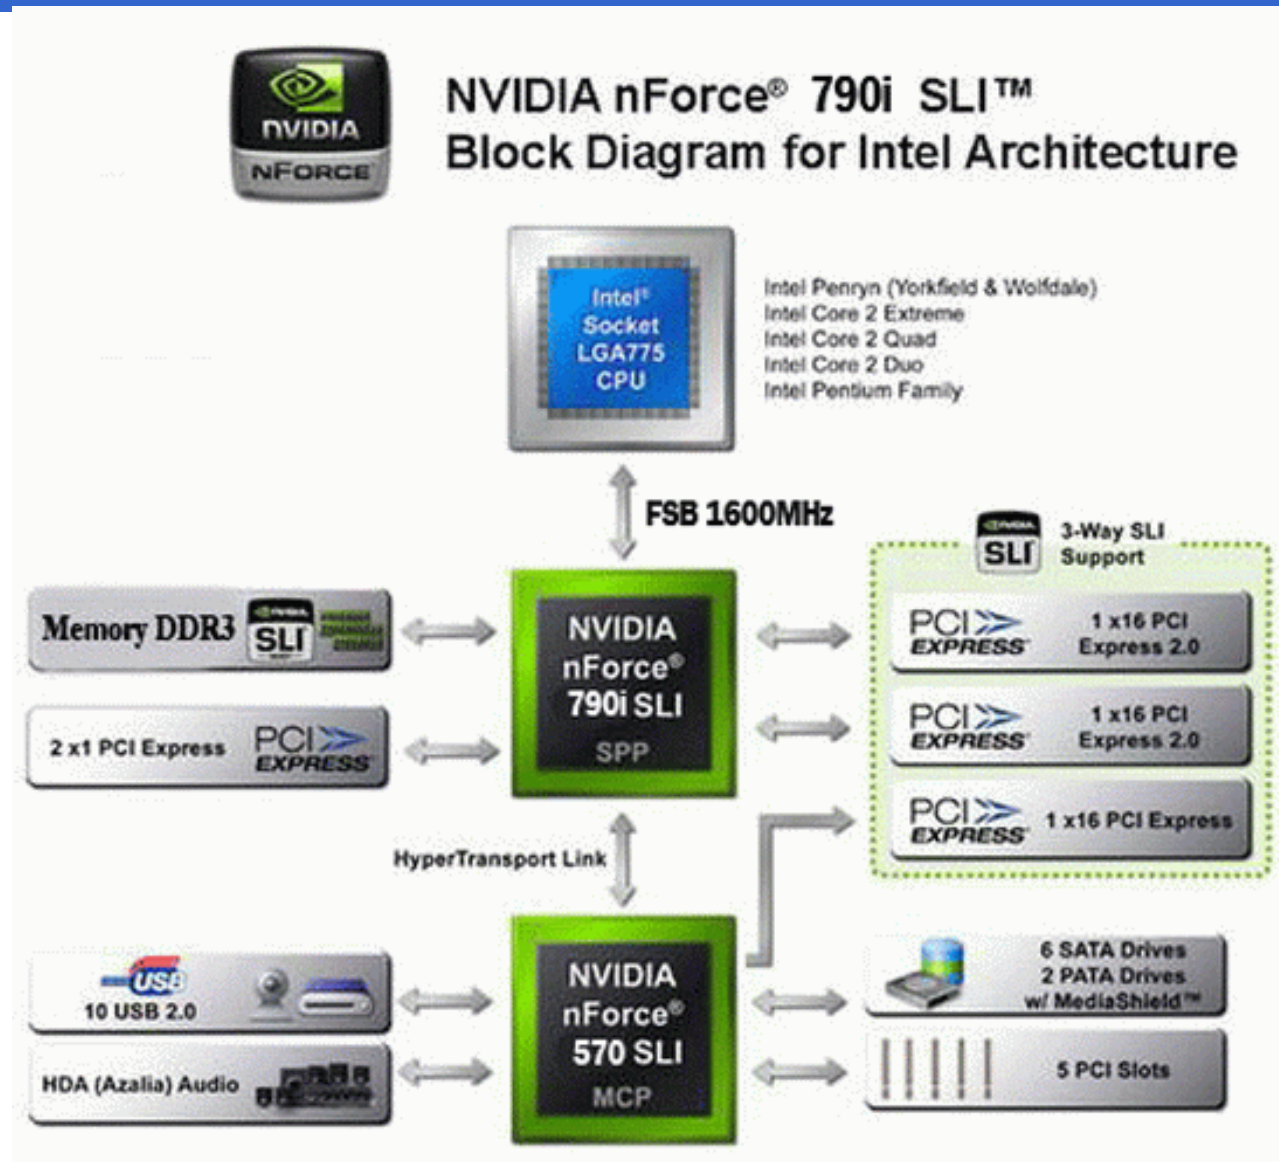 NVIDIA
NFORCE
NVIDIA nForce® 790i SLI™
Block Diagram for Intel Architecture
Intel®
Socket
LGA775
CPU
Intel Penryn (Yorkfield & Wolfdale)
Intel Core 2 Extreme
Intel Core 2 Quad
Intel Core 2 Duo
Intel Pentium Family
FSB 1600MHz
NVIDIA
SLI
3-Way SLI
Support
Memory DDR3
NVIDIA
SLI
NVIDIA
nForce®
790i SLI
SPP
PCI
EXPRESS
1 x16 PCI
Express 2.0
2 x1 PCI Express
PCI
EXPRESS
PCI
EXPRESS
1 x16 PCI
Express 2.0
PCI
EXPRESS
1 x16 PCI Express
HyperTransport Link
USB
10 USB 2.0
NVIDIA
nForce®
570 SLI
MCP
6 SATA Drives
2 PATA Drives
w/ MediaShield™
HDA (Azalia) Audio
5 PCI Slots